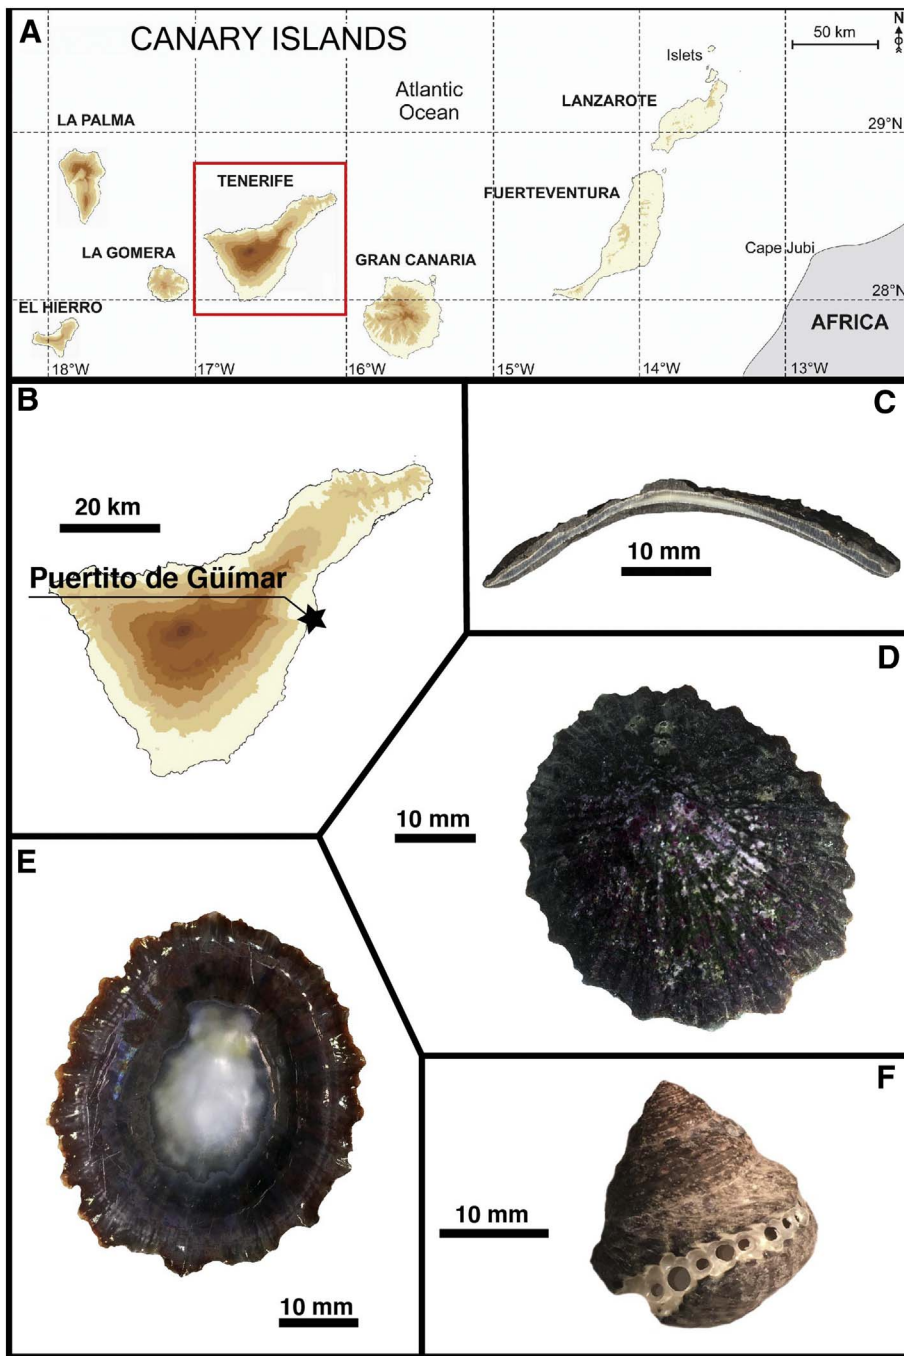 A
CANARY ISLANDS
50 km
N
Islets
Atlantic
Ocean
LANZAROTE
LA PALMA
29°N
TENERIFE
FUERTEVENTURA
LA GOMERA
GRAN CANARIA
Cape Jubi
EL HIERRO
28°N
AFRICA
18°W
17°W
16°W
15°W
14°W
13°W
B
20 km
Puertito de Güímar
C
10 mm
D
10 mm
E
10 mm
F
10 mm